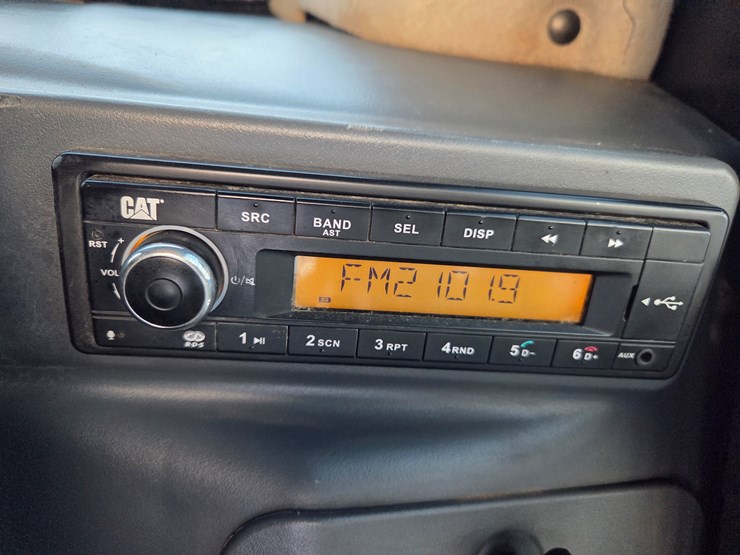 CAT
SRC
BAND
AST
SEL
DISP
RST
VOL
FM2 101.9
RDS
1
2 SCN
3 RPT
4 RND
5 D-
6 D+
AUX